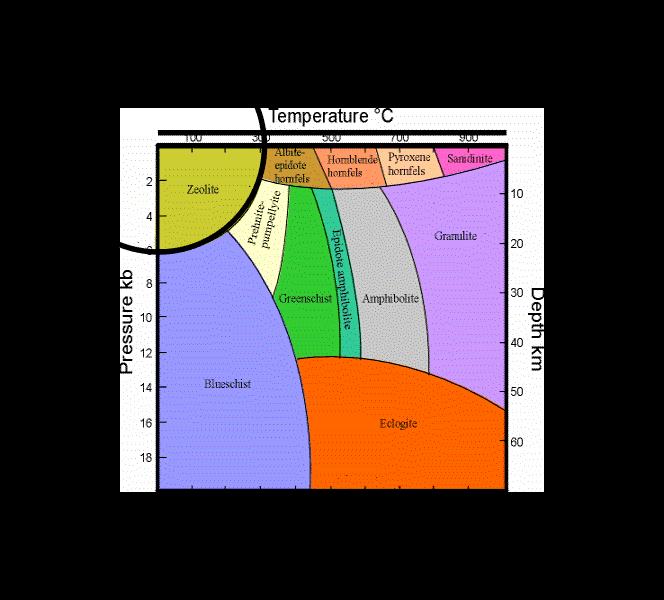 Temperature °C
100 300 500 700 900
Albite-
epidote
hornfels
Hornblende
hornfels
Pyroxene
hornfels
Sanidinite
Zeolite
Prehnite-
pumpellyite
Greenschist
Epidote amphibolite
Amphibolite
Granulite
Blueschist
Eclogite
Pressure kb
2
4
6
8
10
12
14
16
18
Depth km
10
20
30
40
50
60